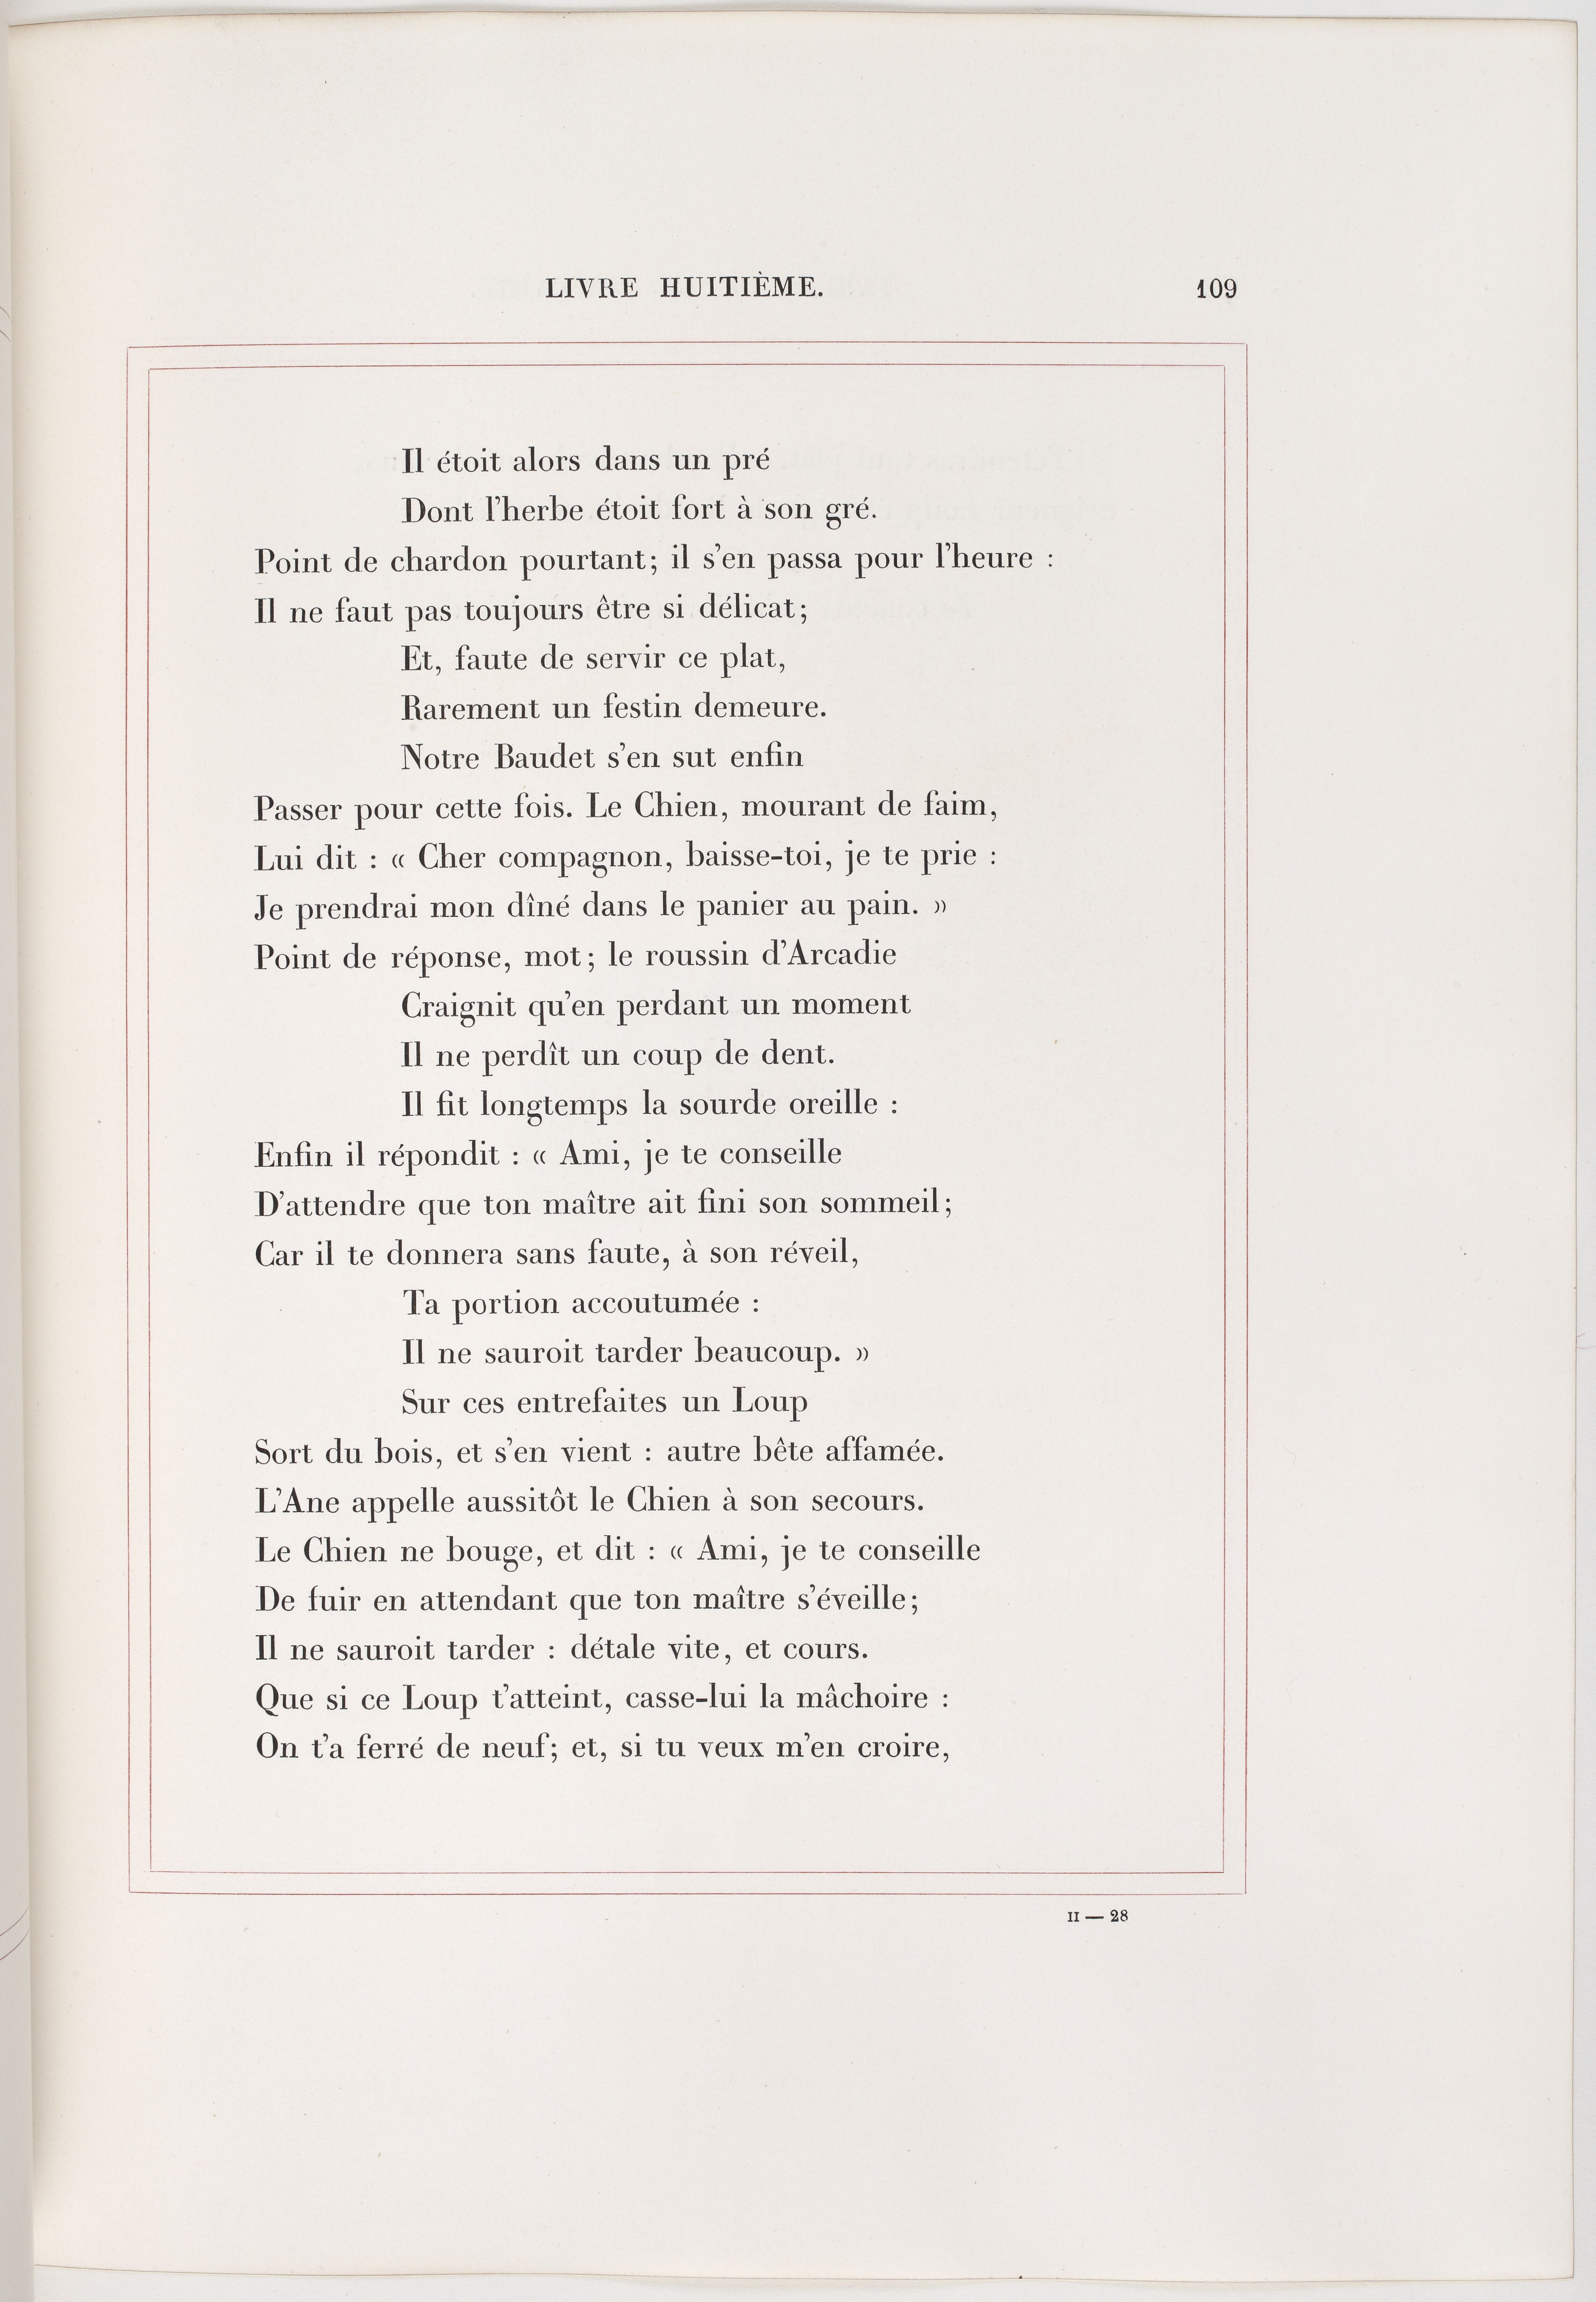 LIVRE HUITIÈME. 109
Il étoit alors dans un pré
Dont l'herbe étoit fort à son gré.
Point de chardon pourtant; il s'en passa pour l'heure :
Il ne faut pas toujours être si délicat;
Et, faute de servir ce plat,
Rarement un festin demeure.
Notre Baudet s'en sut enfin
Passer pour cette fois. Le Chien, mourant de faim,
Lui dit : « Cher compagnon, baisse-toi, je te prie :
Je prendrai mon dîné dans le panier au pain. »
Point de réponse, mot; le roussin d'Arcadie
Craignit qu'en perdant un moment
Il ne perdît un coup de dent.
Il fit longtemps la sourde oreille :
Enfin il répondit : « Ami, je te conseille
D'attendre que ton maître ait fini son sommeil;
Car il te donnera sans faute, à son réveil,
Ta portion accoutumée :
Il ne sauroit tarder beaucoup. »
Sur ces entrefaites un Loup
Sort du bois, et s'en vient : autre bête affamée.
L'Ane appelle aussitôt le Chien à son secours.
Le Chien ne bouge, et dit : « Ami, je te conseille
De fuir en attendant que ton maître s'éveille;
Il ne sauroit tarder : détale vite, et cours.
Que si ce Loup t'atteint, casse-lui la mâchoire :
On t'a ferré de neuf; et, si tu veux m'en croire,
II — 28